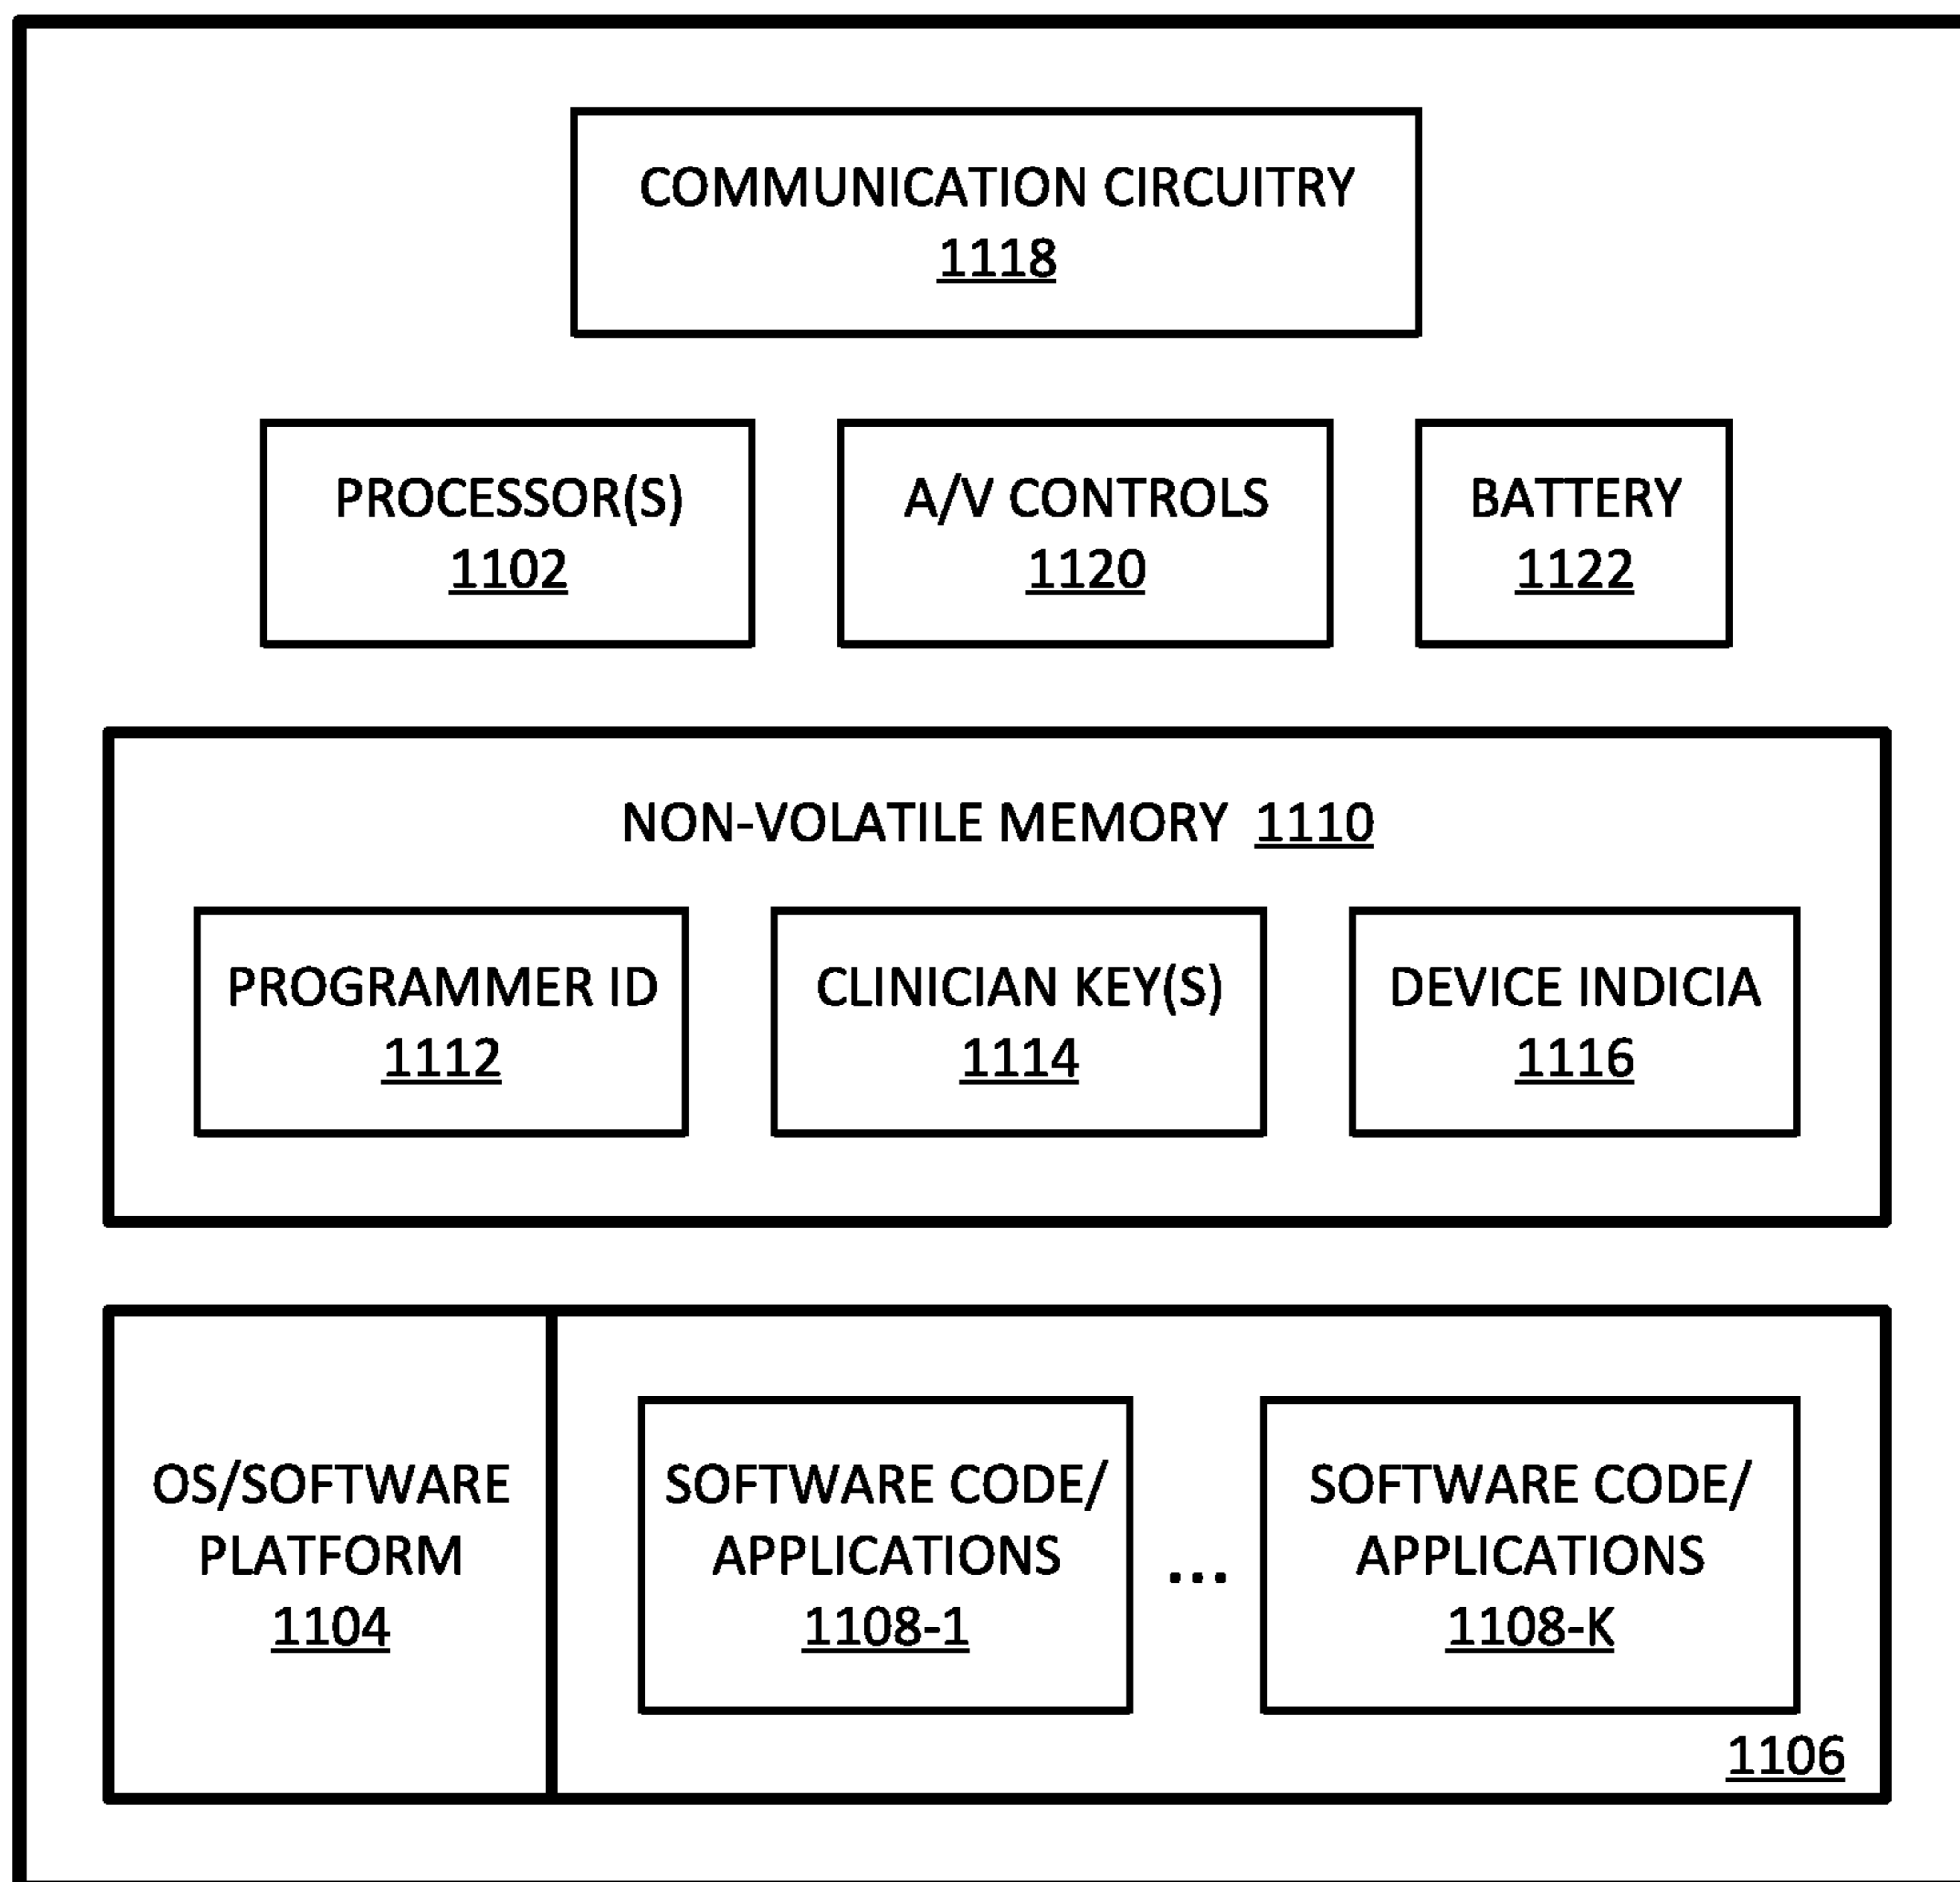 COMMUNICATION CIRCUITRY
1118
PROCESSOR(S)
1102
A/V CONTROLS
1120
BATTERY
1122
NON-VOLATILE MEMORY 1110
PROGRAMMER ID
1112
CLINICIAN KEY(S)
1114
DEVICE INDICIA
1116
OS/SOFTWARE
PLATFORM
1104
SOFTWARE CODE/
APPLICATIONS
1108-1
...
SOFTWARE CODE/
APPLICATIONS
1108-K
1106